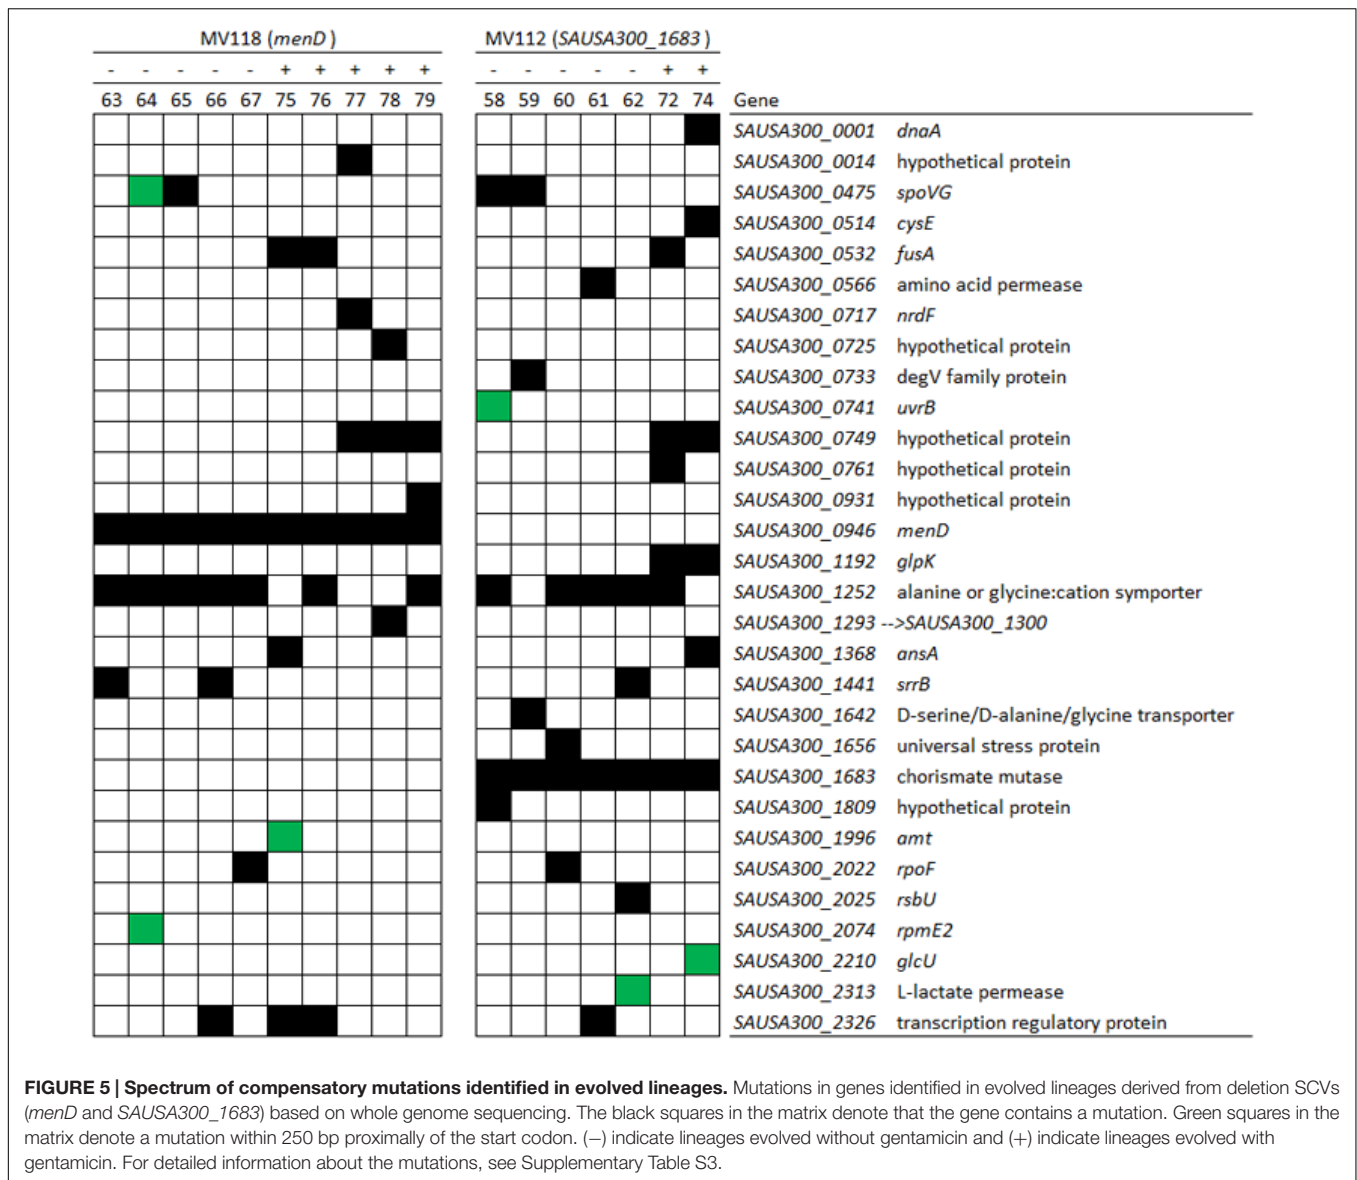 MV118 (menD)
MV112 (SAUSA300_1683)
- - - - - + + + + +
- - - - - + +
63 64 65 66 67 75 76 77 78 79
58 59 60 61 62 72 74
Gene
SAUSA300_0001 dnaA
SAUSA300_0014 hypothetical protein
SAUSA300_0475 spoVG
SAUSA300_0514 cysE
SAUSA300_0532 fusA
SAUSA300_0566 amino acid permease
SAUSA300_0717 nrdF
SAUSA300_0725 hypothetical protein
SAUSA300_0733 degV family protein
SAUSA300_0741 uvrB
SAUSA300_0749 hypothetical protein
SAUSA300_0761 hypothetical protein
SAUSA300_0931 hypothetical protein
SAUSA300_0946 menD
SAUSA300_1192 glpK
SAUSA300_1252 alanine or glycine:cation symporter
SAUSA300_1293 -->SAUSA300_1300
SAUSA300_1368 ansA
SAUSA300_1441 srrB
SAUSA300_1642 D-serine/D-alanine/glycine transporter
SAUSA300_1656 universal stress protein
SAUSA300_1683 chorismate mutase
SAUSA300_1809 hypothetical protein
SAUSA300_1996 amt
SAUSA300_2022 rpoF
SAUSA300_2025 rsbU
SAUSA300_2074 rpmE2
SAUSA300_2210 glcU
SAUSA300_2313 L-lactate permease
SAUSA300_2326 transcription regulatory protein
FIGURE 5 | Spectrum of compensatory mutations identified in evolved lineages. Mutations in genes identified in evolved lineages derived from deletion SCVs
(menD and SAUSA300_1683) based on whole genome sequencing. The black squares in the matrix denote that the gene contains a mutation. Green squares in the
matrix denote a mutation within 250 bp proximally of the start codon. (−) indicate lineages evolved without gentamicin and (+) indicate lineages evolved with
gentamicin. For detailed information about the mutations, see Supplementary Table S3.